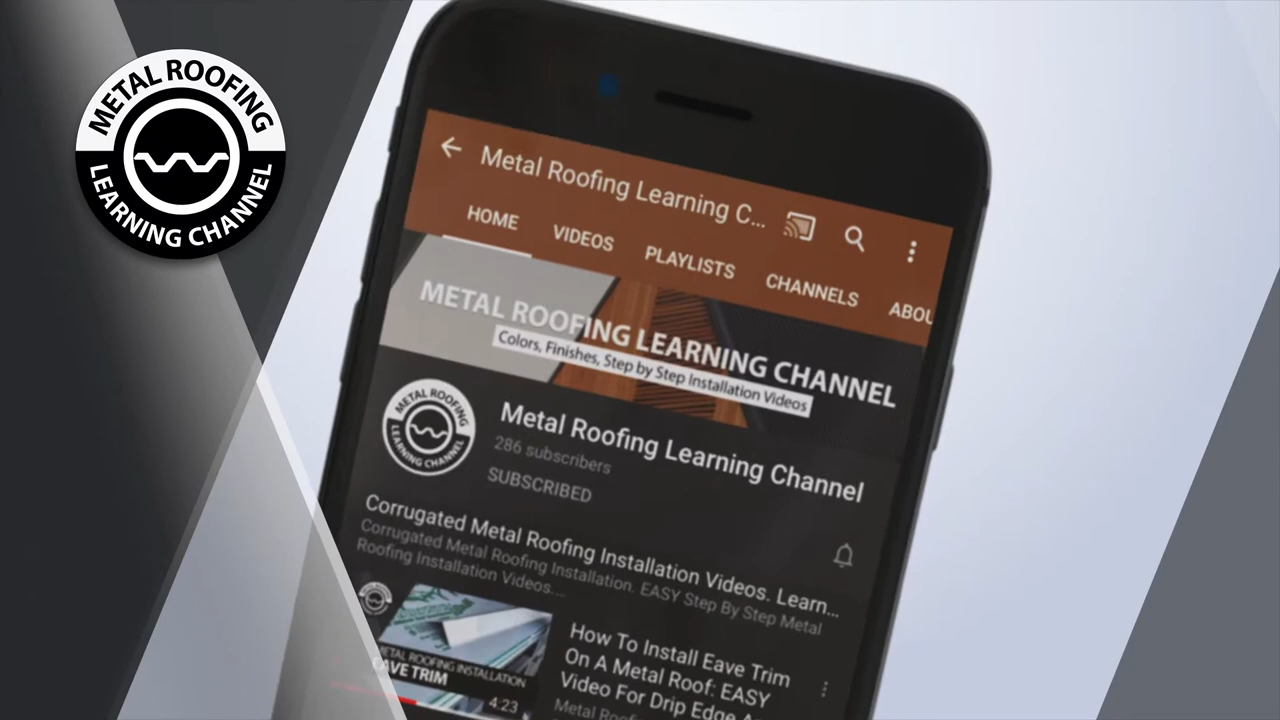 METAL ROOFING
LEARNING CHANNEL
Metal Roofing Learning C...
HOME
VIDEOS
PLAYLISTS
CHANNELS
ABOU
METAL ROOFING LEARNING CHANNEL
Colors, Finishes, Step by Step Installation Videos
METAL ROOFING
LEARNING CHANNEL
Metal Roofing Learning Channel
286 subscribers
SUBSCRIBED
Corrugated Metal Roofing Installation Videos. Learn...
Corrugated Metal Roofing Installation. EASY Step By Step Metal
Roofing Installation Videos....
METAL ROOFING INSTALLATION
EAVE TRIM
4:23
How To Install Eave Trim
On A Metal Roof: EASY
Video For Drip Edge
Metal